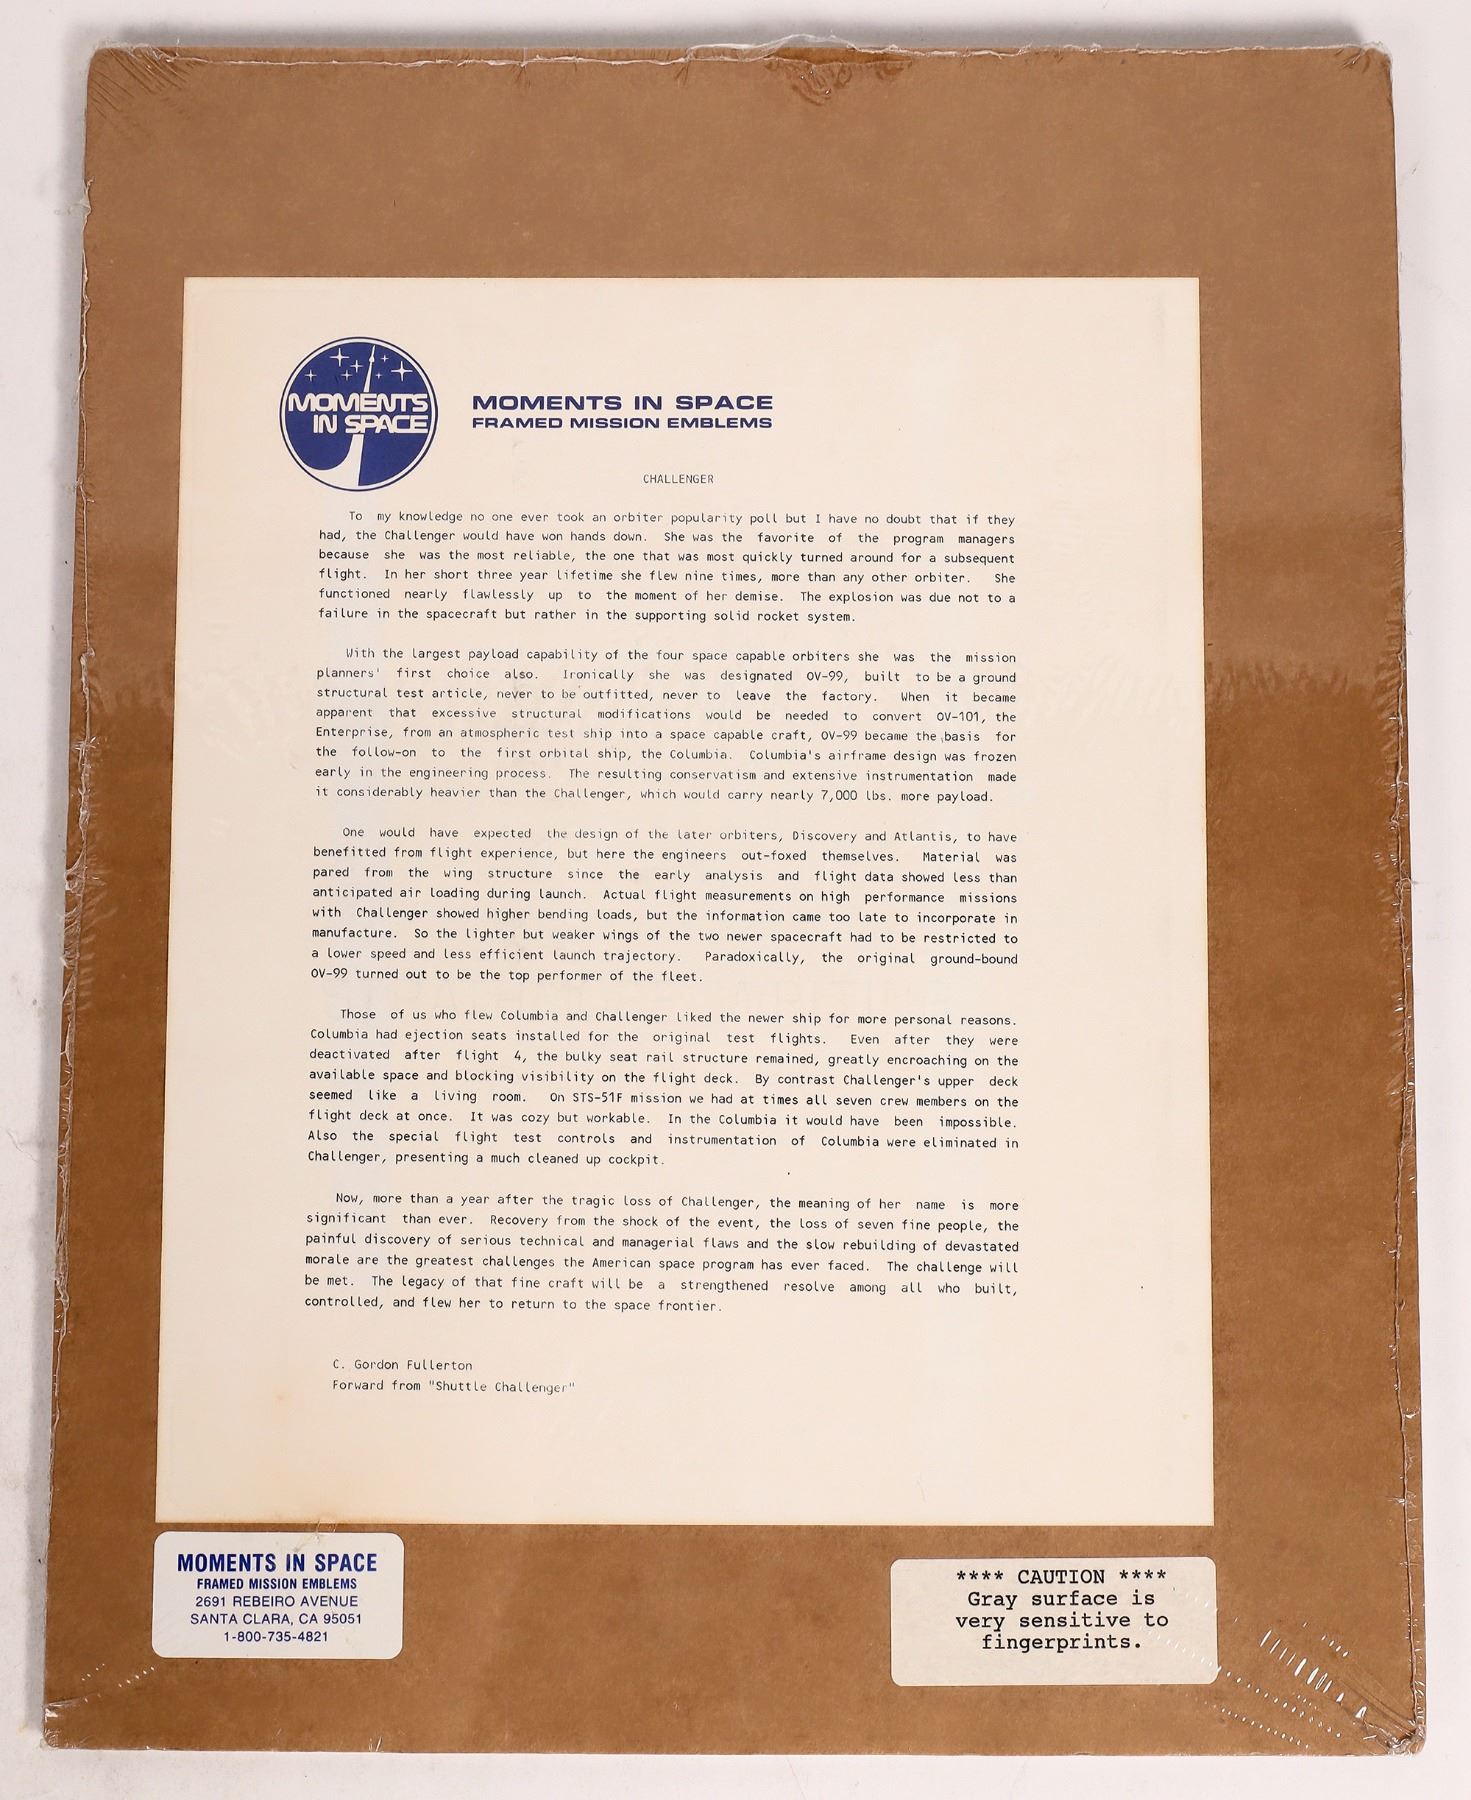 MOMENTS
IN SPACE
MOMENTS IN SPACE
FRAMED MISSION EMBLEMS
CHALLENGER
To my knowledge no one ever took an orbiter popularity poll but I have no doubt that if they
had, the Challenger would have won hands down. She was the favorite of the program managers
because she was the most reliable, the one that was most quickly turned around for a subsequent
flight. In her short three year lifetime she flew nine times, more than any other orbiter. She
functioned nearly flawlessly up to the moment of her demise. The explosion was due not to a
failure in the spacecraft but rather in the supporting solid rocket system.
With the largest payload capability of the four space capable orbiters she was the mission
planners' first choice also. Ironically she was designated OV-99, built to be a ground
structural test article, never to be outfitted, never to leave the factory. When it became
apparent that excessive structural modifications would be needed to convert OV-101, the
Enterprise, from an atmospheric test ship into a space capable craft, OV-99 became the basis for
the follow-on to the first orbital ship, the Columbia. Columbia's airframe design was frozen
early in the engineering process. The resulting conservatism and extensive instrumentation made
it considerably heavier than the Challenger, which would carry nearly 7,000 lbs. more payload.
One would have expected the design of the later orbiters, Discovery and Atlantis, to have
benefitted from flight experience, but here the engineers out-foxed themselves. Material was
pared from the wing structure since the early analysis and flight data showed less than
anticipated air loading during launch. Actual flight measurements on high performance missions
with Challenger showed higher bending loads, but the information came too late to incorporate in
manufacture. So the lighter but weaker wings of the two newer spacecraft had to be restricted to
a lower speed and less efficient launch trajectory. Paradoxically, the original ground-bound
OV-99 turned out to be the top performer of the fleet.
Those of us who flew Columbia and Challenger liked the newer ship for more personal reasons.
Columbia had ejection seats installed for the original test flights. Even after they were
deactivated after flight 4, the bulky seat rail structure remained, greatly encroaching on the
available space and blocking visibility on the flight deck. By contrast Challenger's upper deck
seemed like a living room. On STS-51F mission we had at times all seven crew members on the
flight deck at once. It was cozy but workable. In the Columbia it would have been impossible.
Also the special flight test controls and instrumentation of Columbia were eliminated in
Challenger, presenting a much cleaned up cockpit.
Now, more than a year after the tragic loss of Challenger, the meaning of her name is more
significant than ever. Recovery from the shock of the event, the loss of seven fine people, the
painful discovery of serious technical and managerial flaws and the slow rebuilding of devastated
morale are the greatest challenges the American space program has ever faced. The challenge will
be met. The legacy of that fine craft will be a strengthened resolve among all who built,
controlled, and flew her to return to the space frontier.
C. Gordon Fullerton
Forward from "Shuttle Challenger"
MOMENTS IN SPACE
FRAMED MISSION EMBLEMS
2691 REBEIRO AVENUE
SANTA CLARA, CA 95051
1-800-735-4821
**** CAUTION ****
Gray surface is
very sensitive to
fingerprints.